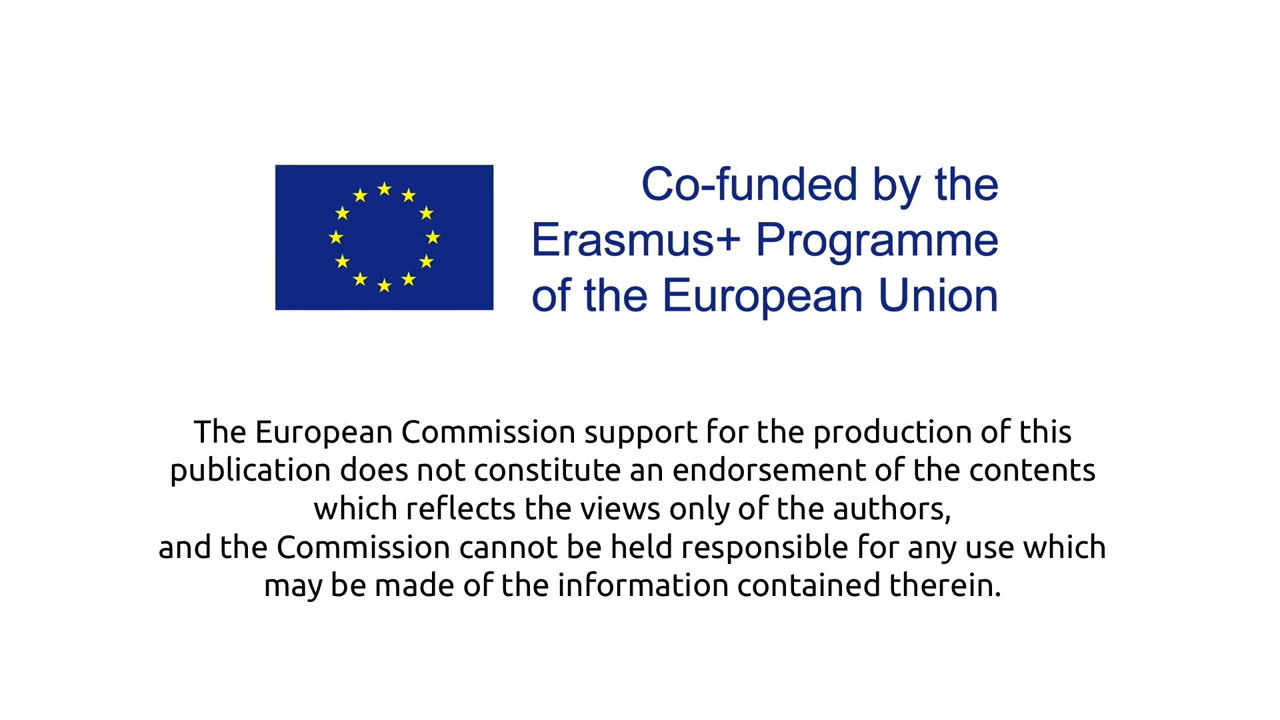 Co-funded by the
Erasmus+ Programme
of the European Union
The European Commission support for the production of this
publication does not constitute an endorsement of the contents
which reflects the views only of the authors,
and the Commission cannot be held responsible for any use which
may be made of the information contained therein.